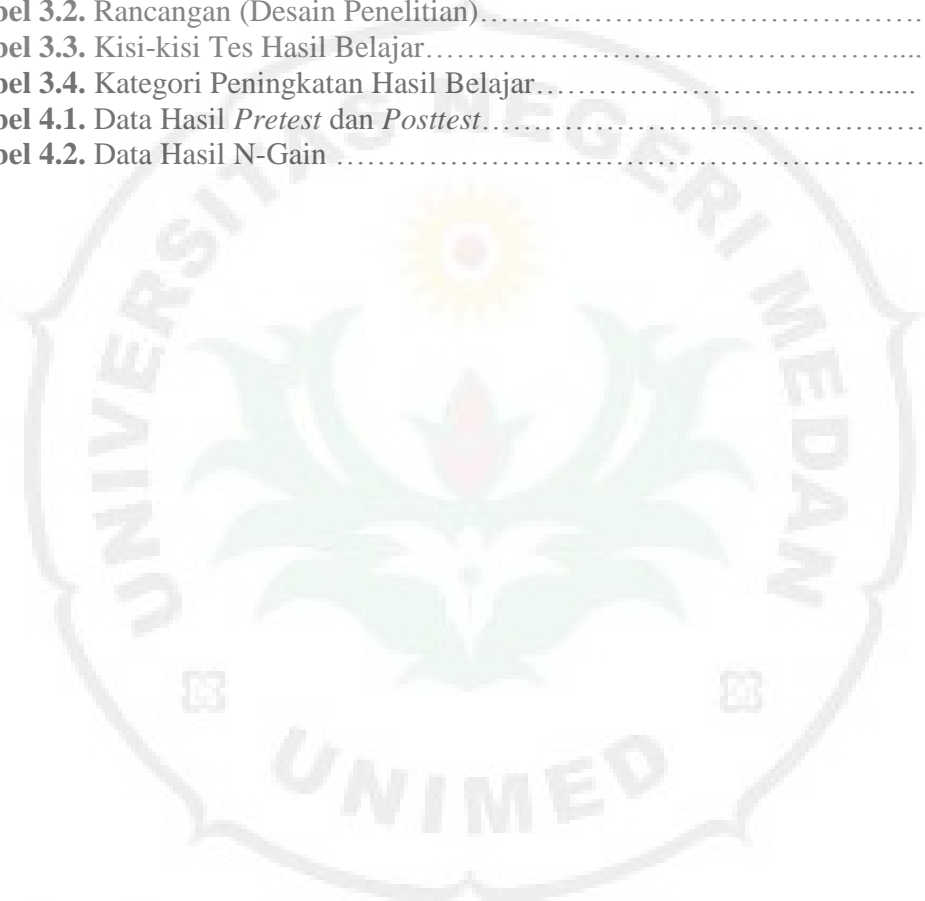 bel 3.2. Rancangan (Desain Penelitian)……………………………………
bel 3.3. Kisi-kisi Tes Hasil Belajar…………………………………………....
bel 3.4. Kategori Peningkatan Hasil Belajar……………………………......
bel 4.1. Data Hasil Pretest dan Posttest……………………………………
bel 4.2. Data Hasil N-Gain …………………………………………………
UNIVERSITAS NEGERI MEDAN
UNIMED